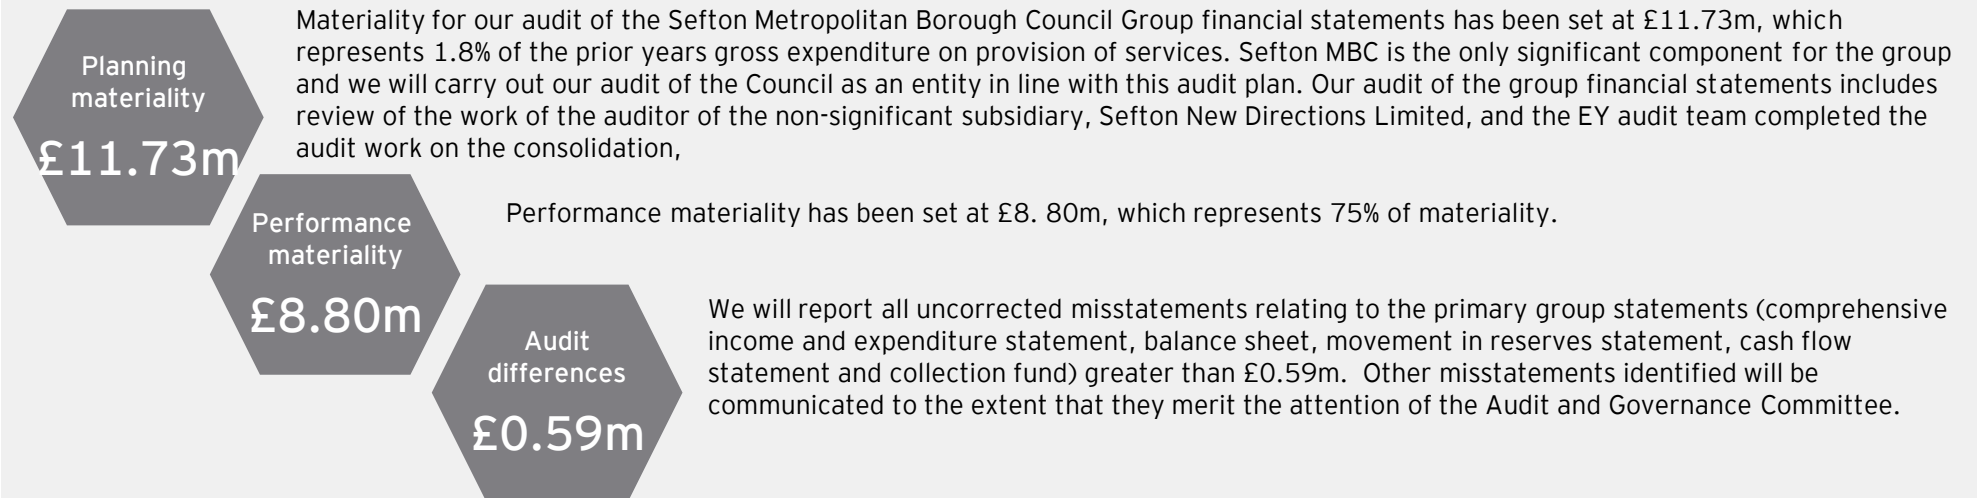 Planning
materiality
£11.73m
Materiality for our audit of the Sefton Metropolitan Borough Council Group financial statements has been set at £11.73m, which
represents 1.8% of the prior years gross expenditure on provision of services. Sefton MBC is the only significant component for the group
and we will carry out our audit of the Council as an entity in line with this audit plan. Our audit of the group financial statements includes
review of the work of the auditor of the non-significant subsidiary, Sefton New Directions Limited, and the EY audit team completed the
audit work on the consolidation,
Performance
materiality
£8.80m
Performance materiality has been set at £8. 80m, which represents 75% of materiality.
Audit
differences
£0.59m
We will report all uncorrected misstatements relating to the primary group statements (comprehensive
income and expenditure statement, balance sheet, movement in reserves statement, cash flow
statement and collection fund) greater than £0.59m.  Other misstatements identified will be
communicated to the extent that they merit the attention of the Audit and Governance Committee.